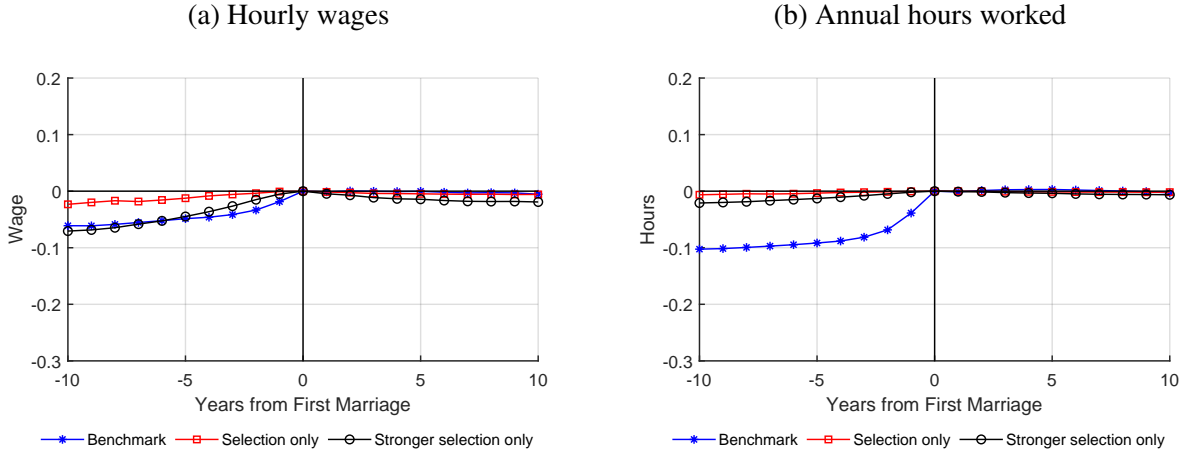 (a) Hourly wages
0.2
0.1
0
-0.1
-0.2
-0.3
Wage
-10
-5
0
5
10
Years from First Marriage
Benchmark
Selection only
Stronger selection only
(b) Annual hours worked
0.2
0.1
0
-0.1
-0.2
-0.3
Hours
-10
-5
0
5
10
Years from First Marriage
Benchmark
Selection only
Stronger selection only